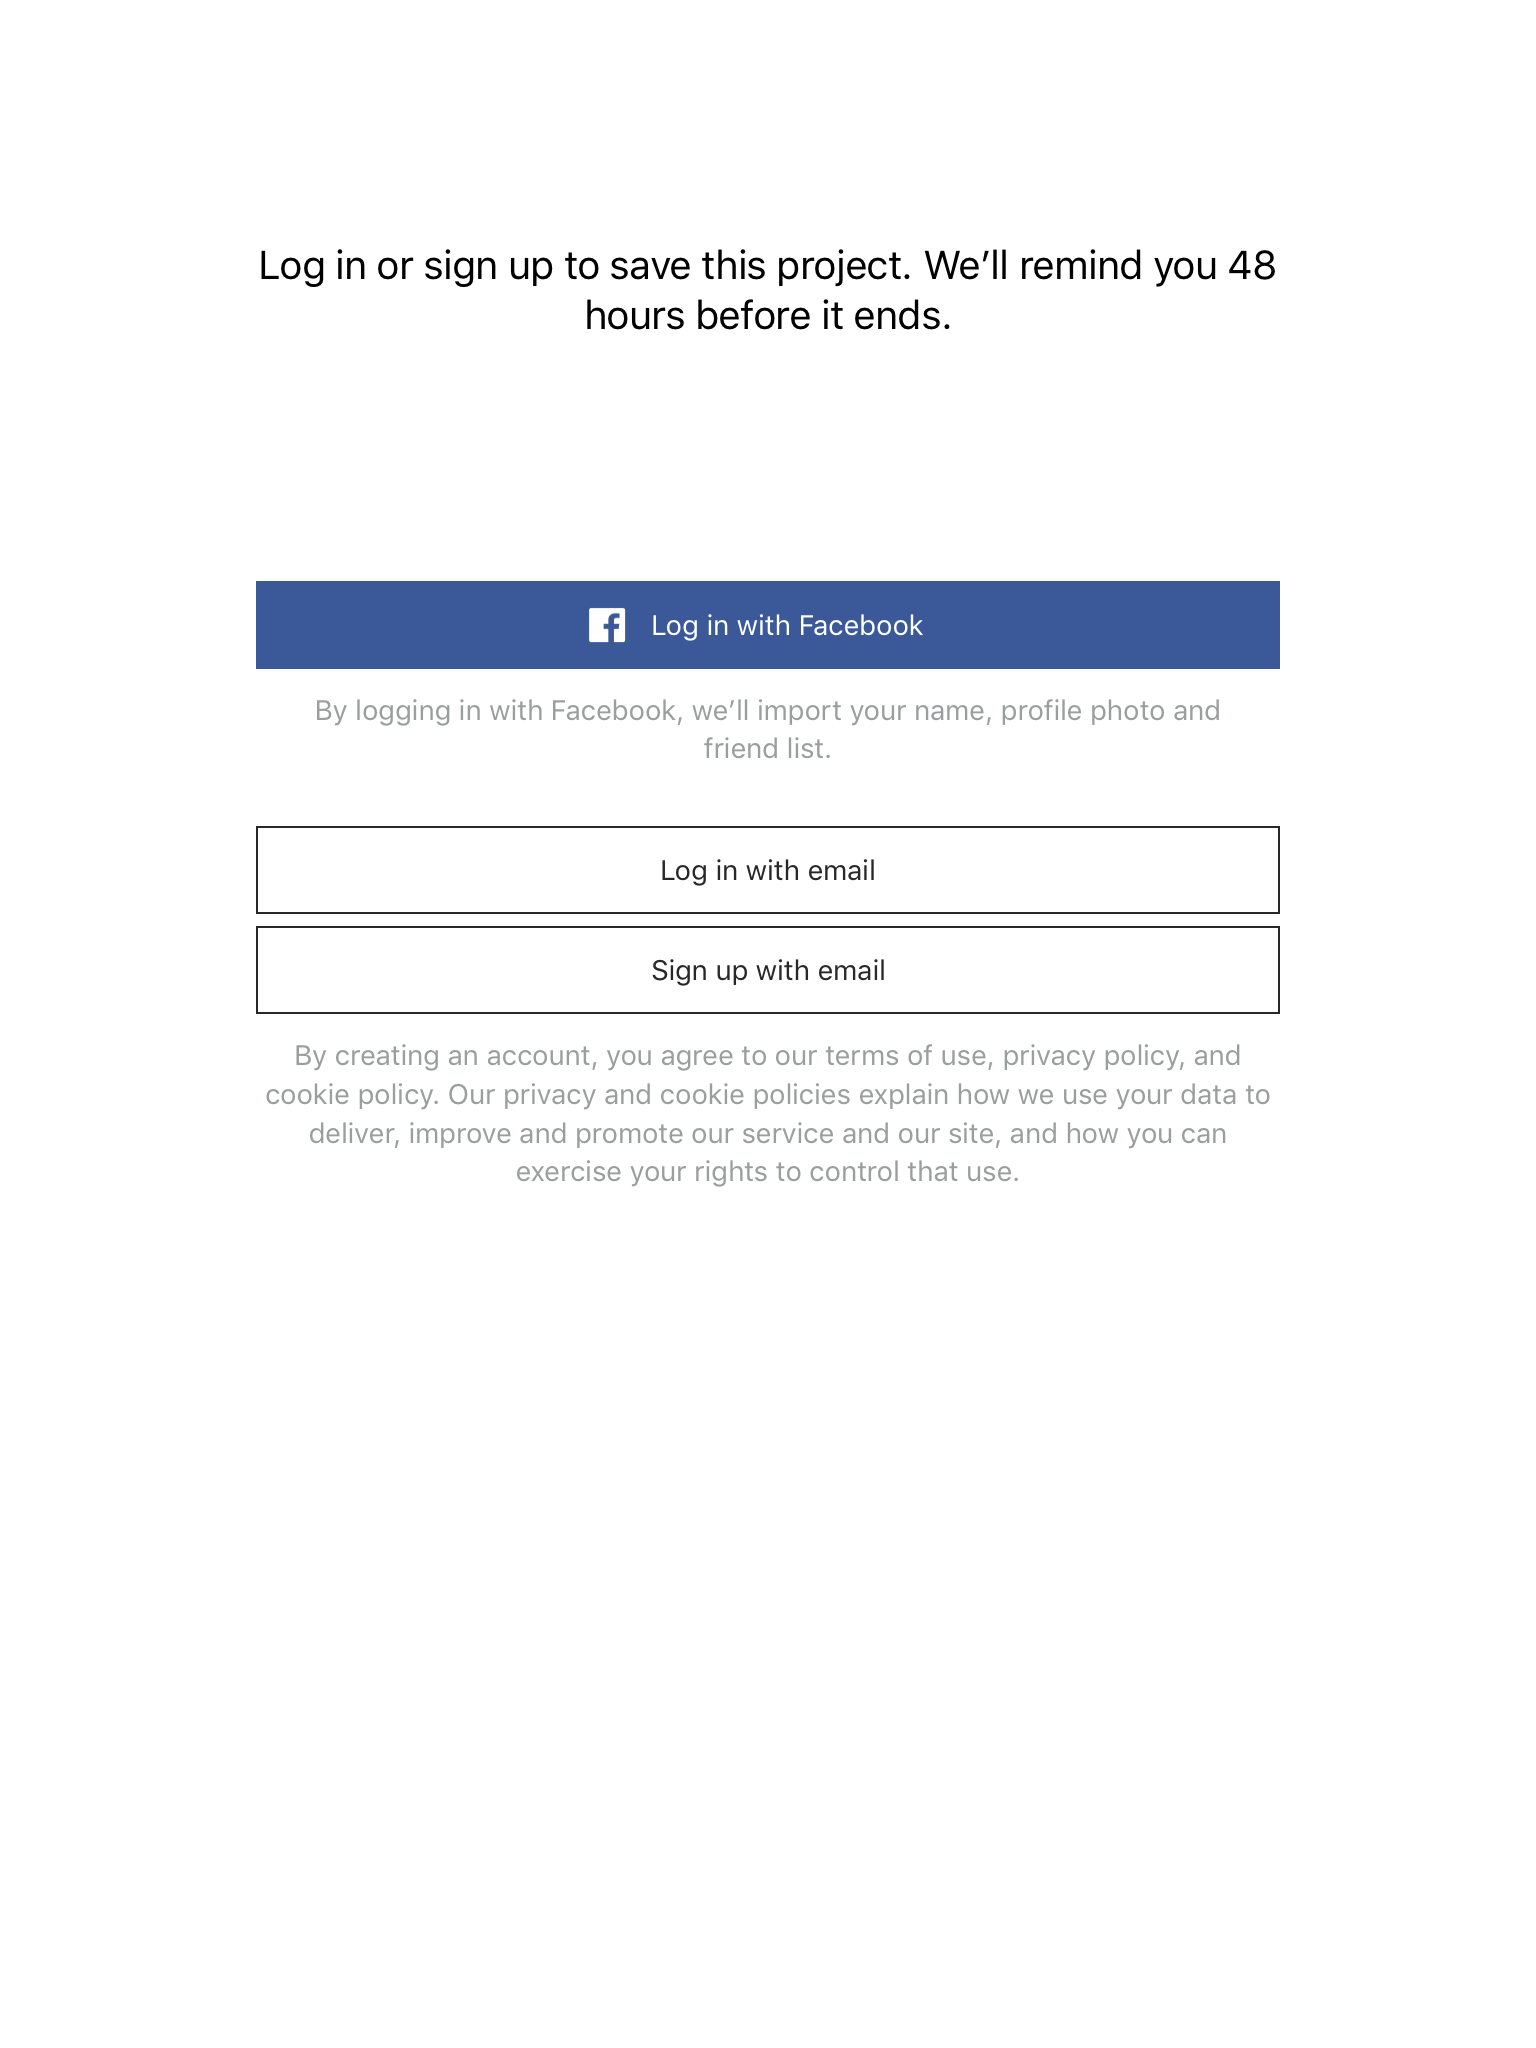 Log in or sign up to save this project. We’ll remind you 48
hours before it ends.
Log in with Facebook
By logging in with Facebook, we’ll import your name, profile photo and
friend list.
Log in with email
Sign up with email
By creating an account, you agree to our terms of use, privacy policy, and
cookie policy. Our privacy and cookie policies explain how we use your data to
deliver, improve and promote our service and our site, and how you can
exercise your rights to control that use.